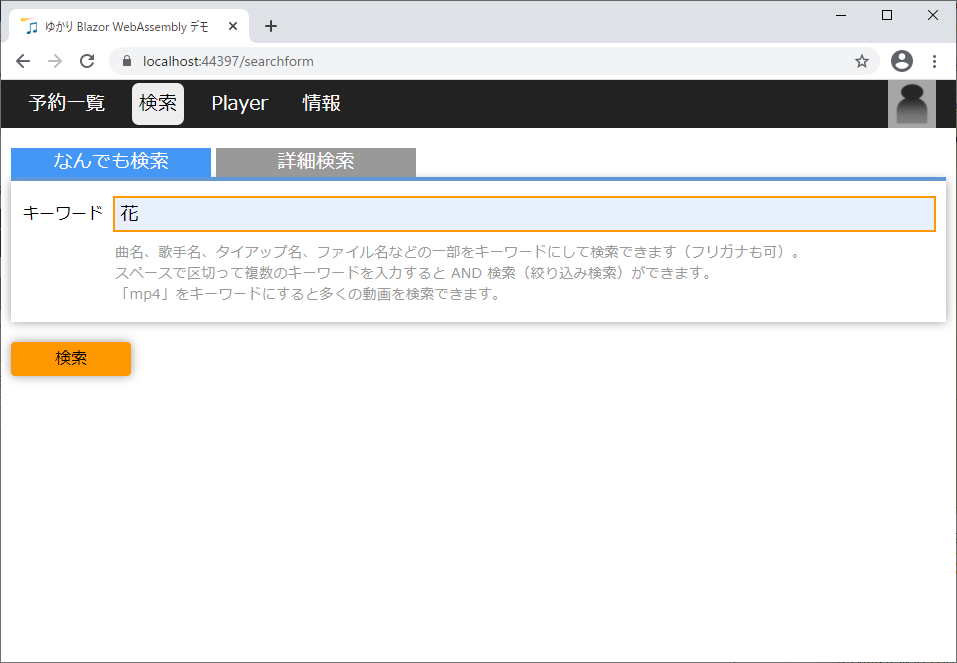 ゆかり Blazor WebAssembly デモ
localhost:44397/searchform
予約一覧 検索 Player 情報
なんでも検索 詳細検索
キーワード 花
曲名、歌手名、タイアップ名、ファイル名などの一部をキーワードにして検索できます（フリガナも可）。
スペースで区切って複数のキーワードを入力すると AND 検索（絞り込み検索）ができます。
「mp4」をキーワードにすると多くの動画を検索できます。
検索